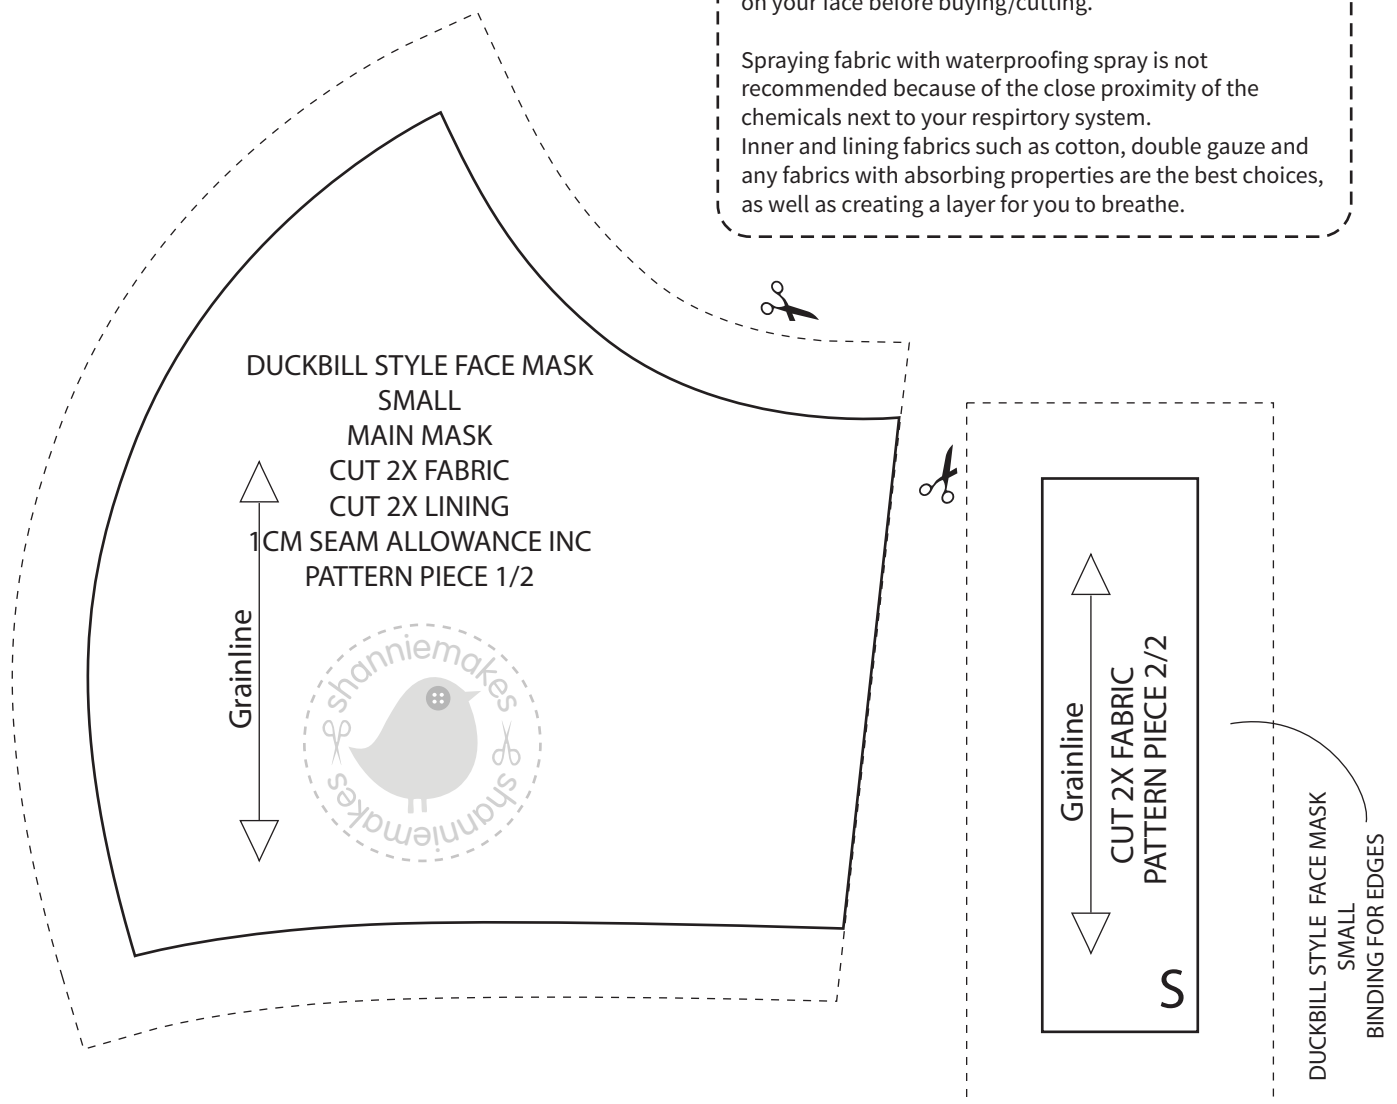 on your face before buying/cutting.
Spraying fabric with waterproofing spray is not
recommended because of the close proximity of the
chemicals next to your respirtory system.
Inner and lining fabrics such as cotton, double gauze and
any fabrics with absorbing properties are the best choices,
as well as creating a layer for you to breathe.
DUCKBILL STYLE FACE MASK
SMALL
MAIN MASK
CUT 2X FABRIC
CUT 2X LINING
1CM SEAM ALLOWANCE INC
PATTERN PIECE 1/2
Grainline
shanniemakes
shanniemakes
Grainline
CUT 2X FABRIC
PATTERN PIECE 2/2
S
DUCKBILL STYLE FACE MASK
SMALL
BINDING FOR EDGES